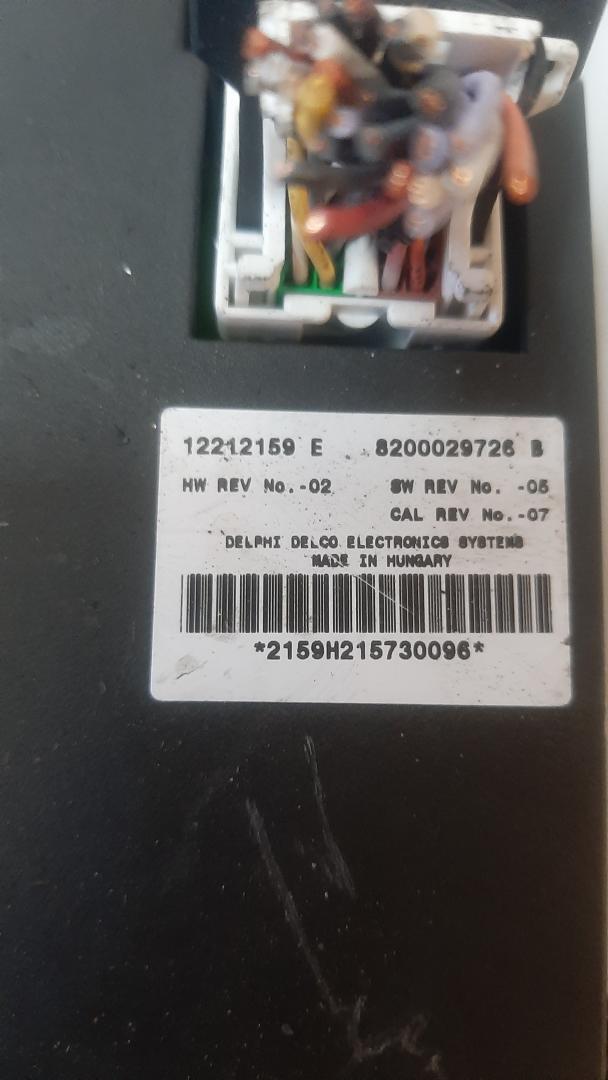 12212159 E 8200029726 B
HW REV No.-02 SW REV No. -05
CAL REV No.-07
DELPHI DELCO ELECTRONICS SYSTEMS
MADE IN HUNGARY
*2159H215730096*